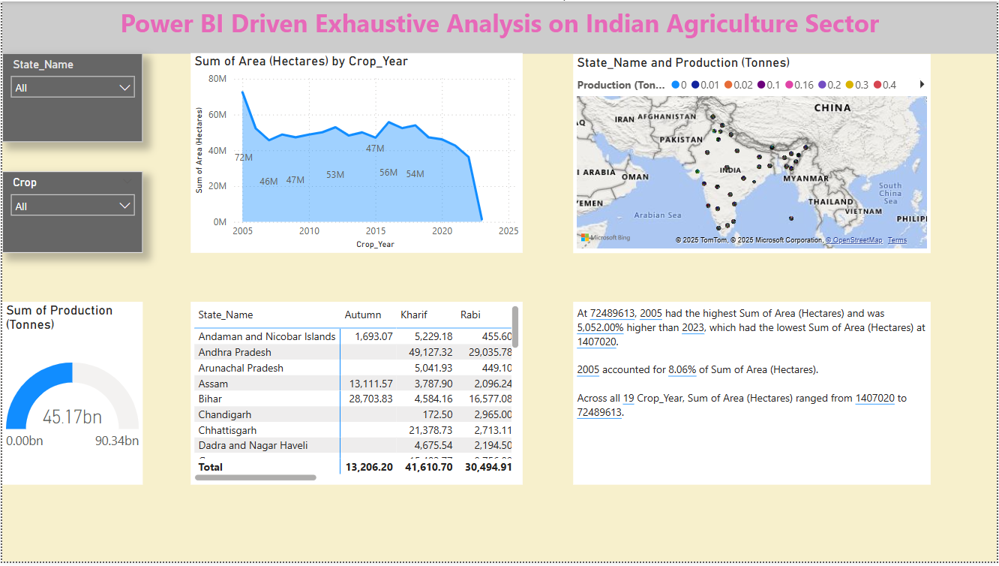 Power BI Driven Exhaustive Analysis on Indian Agriculture Sector
State_Name
All
Crop
All
Sum of Area (Hectares) by Crop_Year
Sum of Area (Hectares)
80M
60M
40M
20M
0M
72M
46M
47M
53M
47M
56M
54M
2005
2010
2015
2020
2025
Crop_Year
State_Name and Production (Tonnes)
Production (Ton... 0 0.01 0.02 0.1 0.16 0.2 0.3 0.4
CHINA
IRAN
AFGHANISTAN
PAKISTAN
INDIA
I ARABIA
OMAN
MYANMAR
THAILAND
VIETNAM
South
China
Sea
PHILIP
Arabian Sea
Microsoft Bing
© 2025 TomTom, © 2025 Microsoft Corporation, © OpenStreetMap Terms
Sum of Production
(Tonnes)
45.17bn
0.00bn
90.34bn
State_Name Autumn Kharif Rabi
Andaman and Nicobar Islands 1,693.07 5,229.18 455.60
Andhra Pradesh 49,127.32 29,035.78
Arunachal Pradesh 5,041.93 449.10
Assam 13,111.57 3,787.90 2,096.24
Bihar 28,703.83 4,584.16 16,577.08
Chandigarh 172.50 2,965.00
Chhattisgarh 21,378.73 2,713.11
Dadra and Nagar Haveli 4,675.54 2,194.50
Total 13,206.20 41,610.70 30,494.91
At 72489613, 2005 had the highest Sum of Area (Hectares) and was
5,052.00% higher than 2023, which had the lowest Sum of Area (Hectares) at
1407020.
2005 accounted for 8.06% of Sum of Area (Hectares).
Across all 19 Crop_Year, Sum of Area (Hectares) ranged from 1407020 to
72489613.